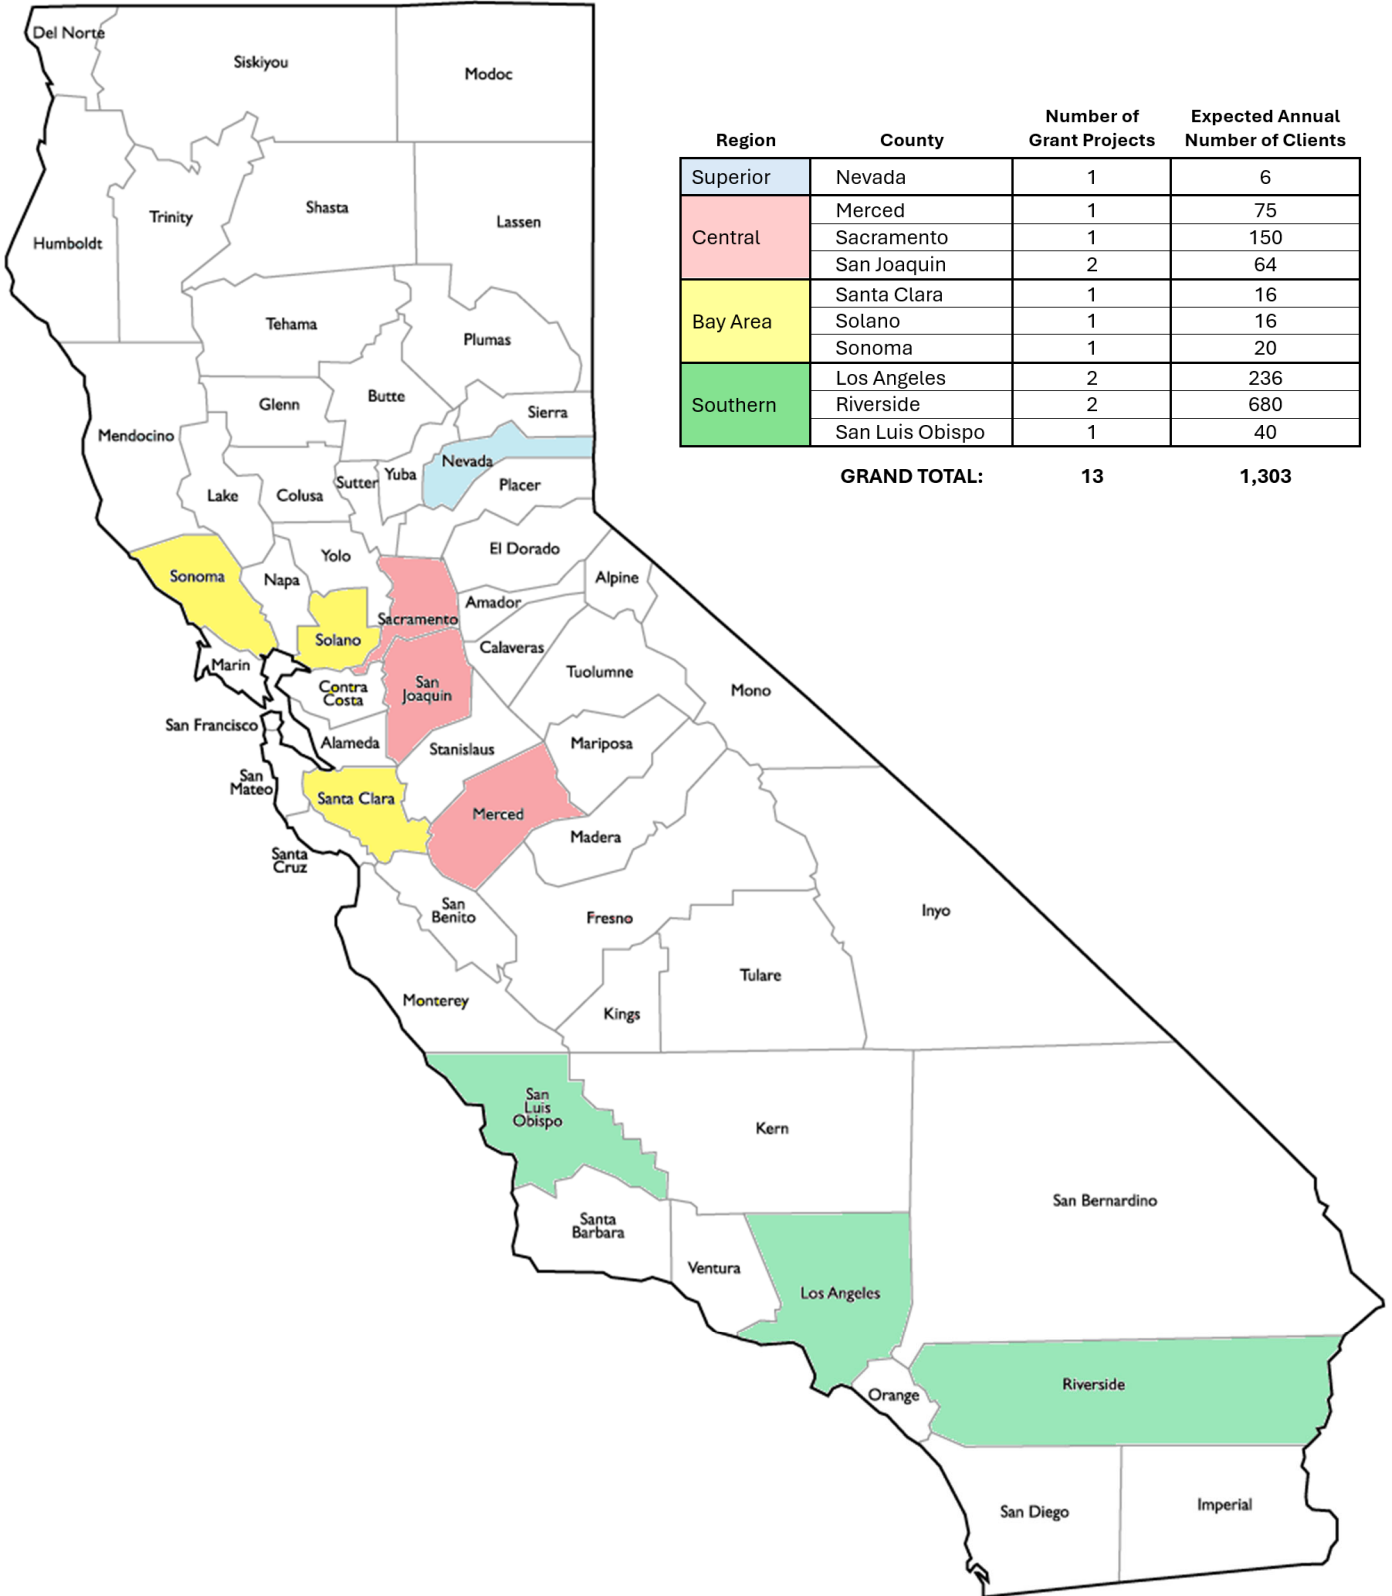 Del Norte
Siskiyou
Modoc
Number of Expected Annual
Region County Grant Projects Number of Clients
Superior Nevada 1 6
Merced 1 75
Central Sacramento 1 150
San Joaquin 2 64
Santa Clara 1 16
Bay Area Solano 1 16
Sonoma 1 20
Los Angeles 2 236
Southern Riverside 2 680
San Luis Obispo 1 40
GRAND TOTAL: 13 1,303
Humboldt
Trinity
Shasta
Lassen
Tehama
Plumas
Glenn
Butte
Sierra
Mendocino
Lake
Colusa
Sutter
Yuba
Nevada
Placer
Yolo
El Dorado
Sonoma
Napa
Alpine
Solano
Sacramento
Amador
Marin
Calaveras
Contra
Costa
San
Joaquin
Tuolumne
Mono
San Francisco
Alameda
Stanislaus
Mariposa
San
Mateo
Santa Clara
Merced
Madera
Santa
Cruz
San
Benito
Fresno
Inyo
Monterey
Kings
Tulare
San
Luis
Obispo
Kern
Santa
Barbara
San Bernardino
Ventura
Los Angeles
Orange
Riverside
San Diego
Imperial